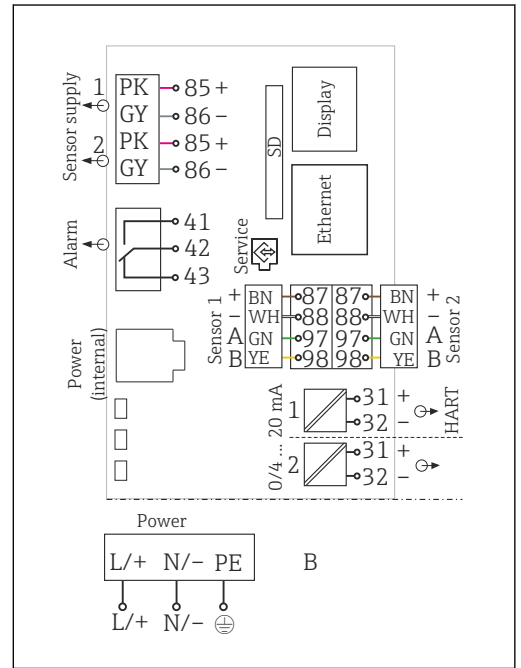 Sensor supply
1 PK 85 +
GY 86 –
2 PK 85 +
GY 86 –
Display
SD
Ethernet
Alarm
41
42
43
Service
Power
(internal)
Sensor 1
+ BN 87 87 BN +
– WH 88 88 WH –
A GN 97 97 GN A
B YE 98 98 YE B
Sensor 2
0/4 ... 20 mA
1 31 +
32 –
HART
2 31 +
32 –
Power
L/+ N/– PE
B
L/+ N/–